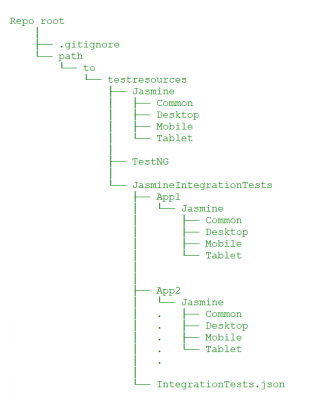 Repo root
.gitignore
path
to
testresources
Jasmine
Common
Desktop
Mobile
Tablet
TestNG
JasmineIntegrationTests
App1
Jasmine
Common
Desktop
Mobile
Tablet
App2
Jasmine
. Common
. Desktop
. Mobile
. Tablet
.
IntegrationTests.json